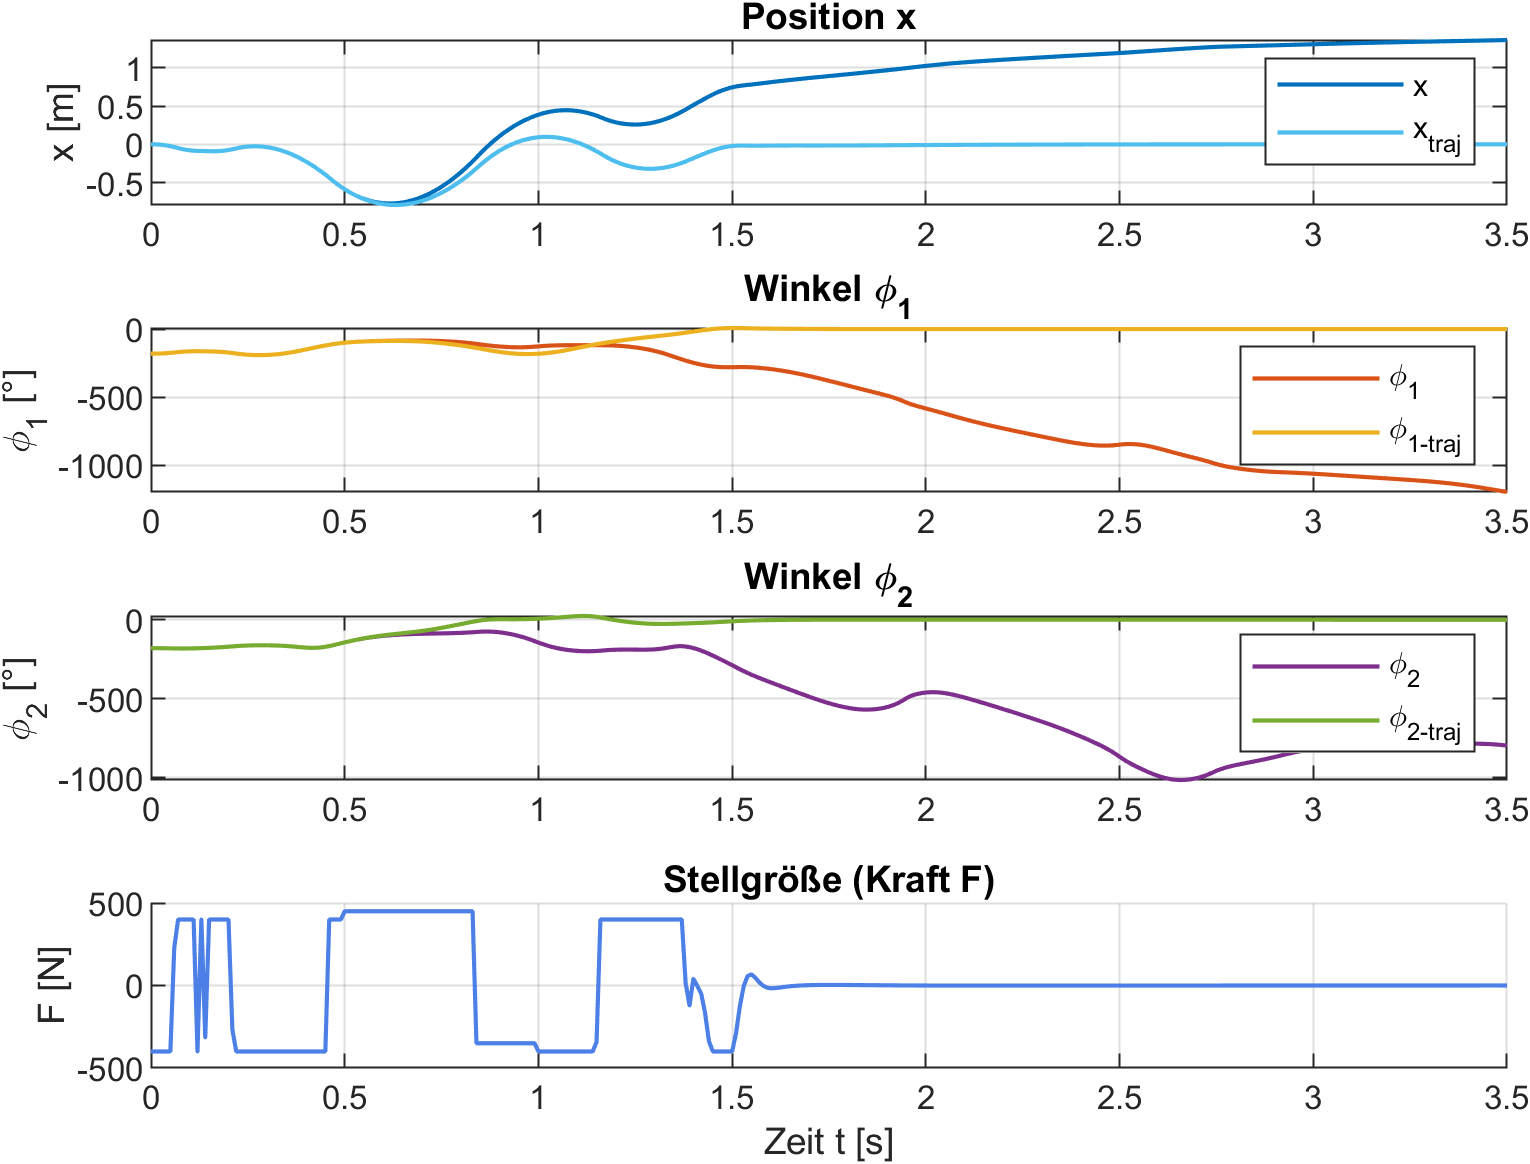 Position x
x [m]
1
0.5
0
-0.5
x
x_traj
0 0.5 1 1.5 2 2.5 3 3.5
Winkel ϕ_1
ϕ_1 [°]
0
-500
-1000
ϕ_1
ϕ_1-traj
0 0.5 1 1.5 2 2.5 3 3.5
Winkel ϕ_2
ϕ_2 [°]
0
-500
-1000
ϕ_2
ϕ_2-traj
0 0.5 1 1.5 2 2.5 3 3.5
Stellgröße (Kraft F)
F [N]
500
0
-500
0 0.5 1 1.5 2 2.5 3 3.5
Zeit t [s]